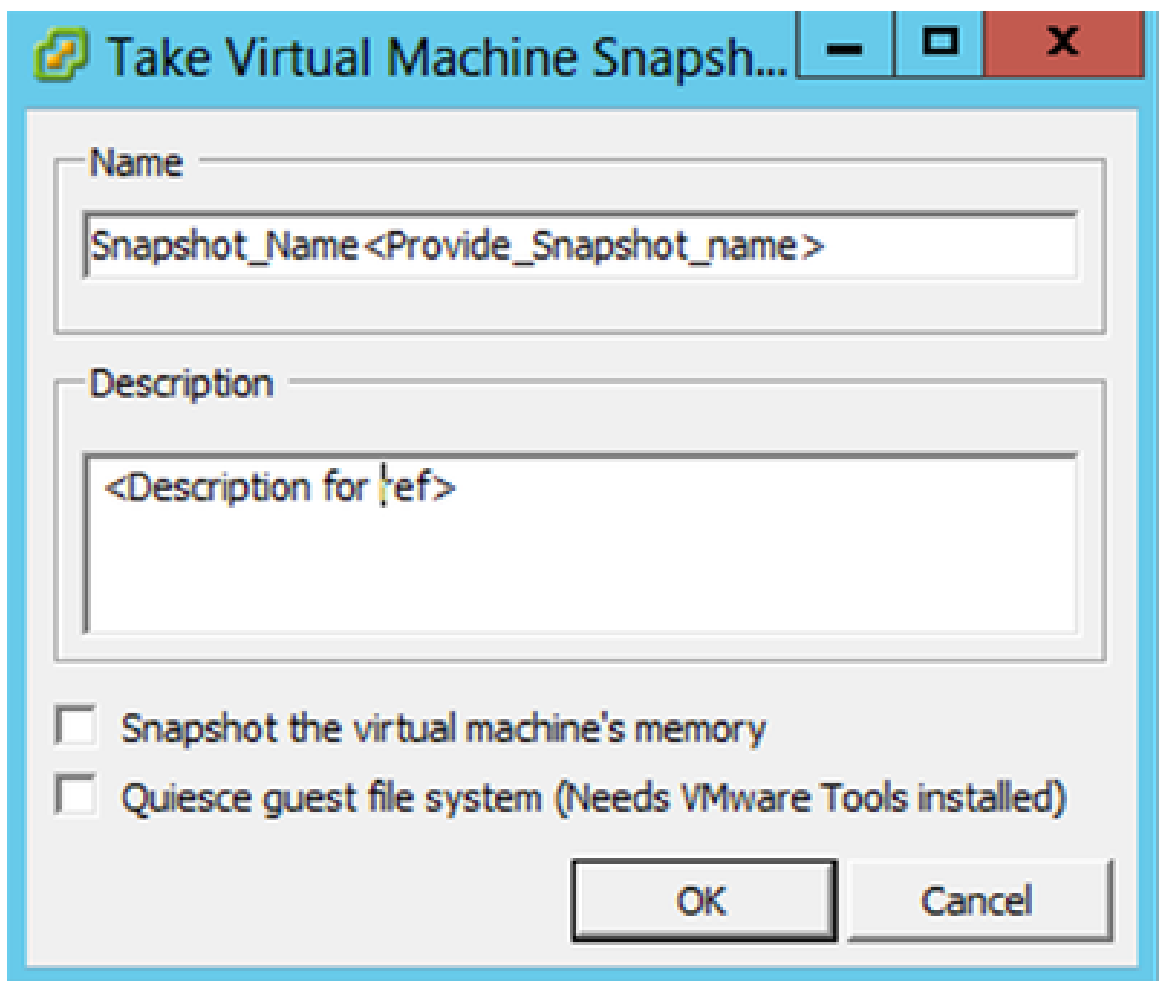 Take Virtual Machine Snapsh...
Name
Snapshot_Name<Provide_Snapshot_name>
Description
<Description for ref>
Snapshot the virtual machine's memory
Quiesce guest file system (Needs VMware Tools installed)
OK
Cancel